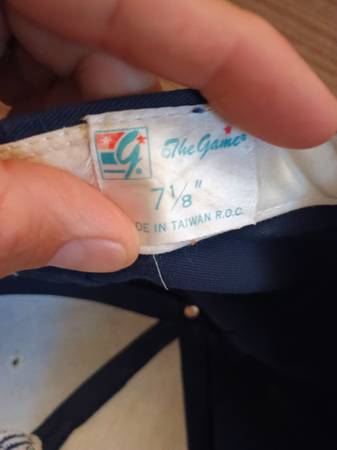 G
The Game
7 1/8"
DE IN TAIWAN R.O.C.